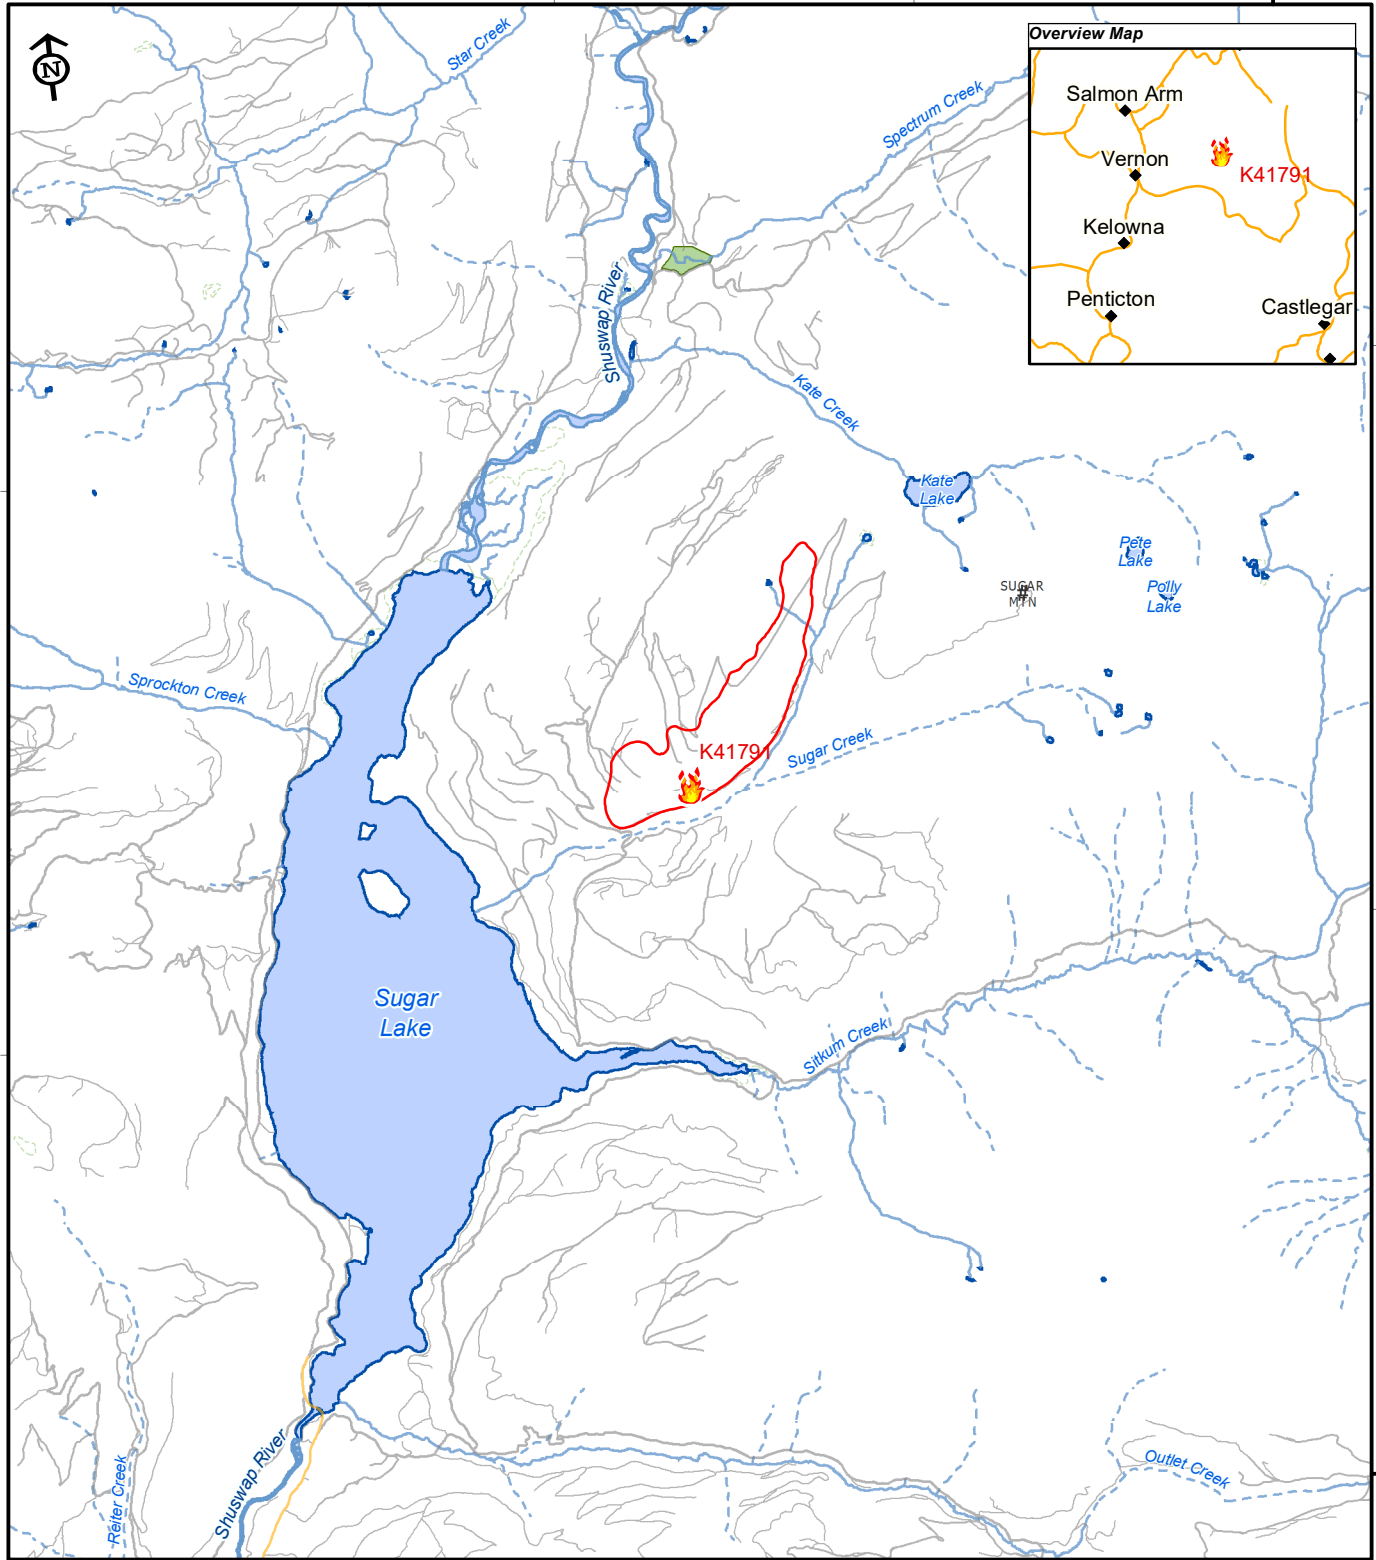 N
Star Creek
Spectrum Creek
Overview Map
Salmon Arm
Vernon
K41791
Kelowna
Penticton
Castlegar
Shuswap River
Kate Creek
Kate
Lake
Pete
Lake
Polly
Lake
SUGAR
MTN
Sprockton Creek
K41791
Sugar Creek
Sugar
Lake
Sitkum Creek
Shuswap River
Reiter Creek
Outlet Creek